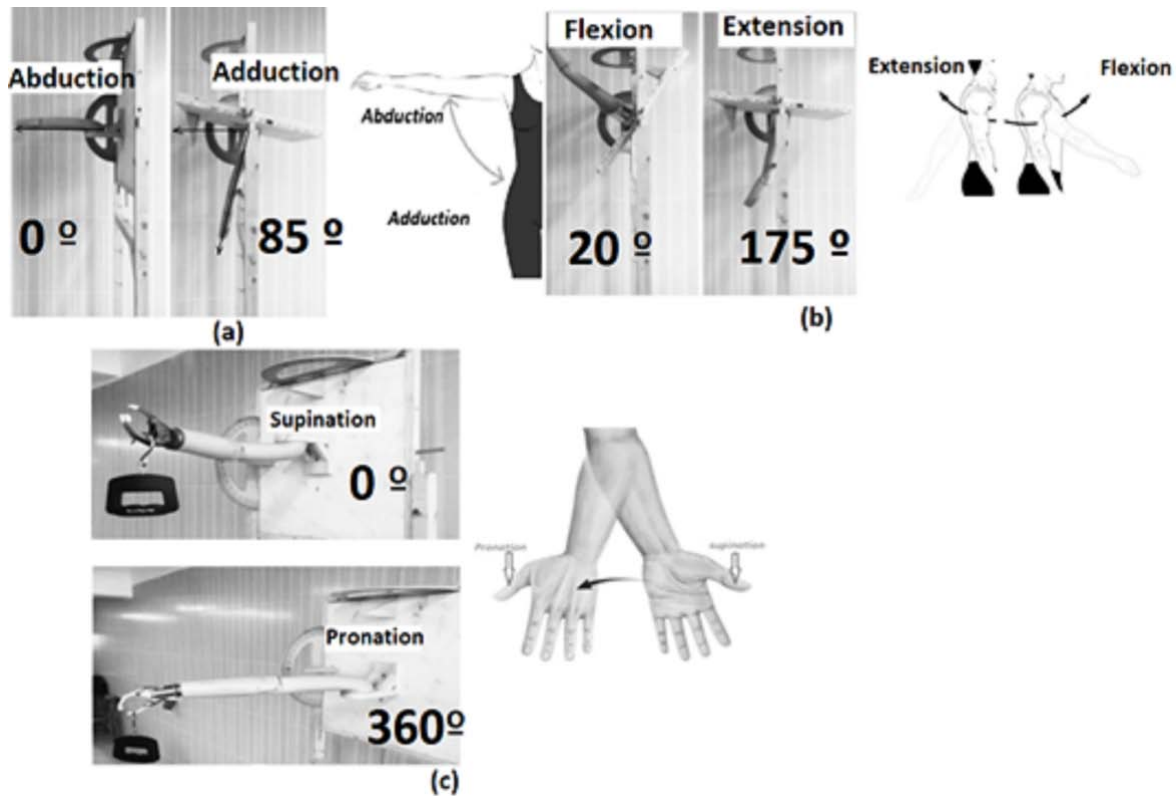 Abduction
0 º
Adduction
85 º
Abduction
Adduction
(a)
Flexion
20 º
Extension
175 º
Extension
Flexion
(b)
Supination
0 º
Pronation
360º
Pronation
supination
(c)